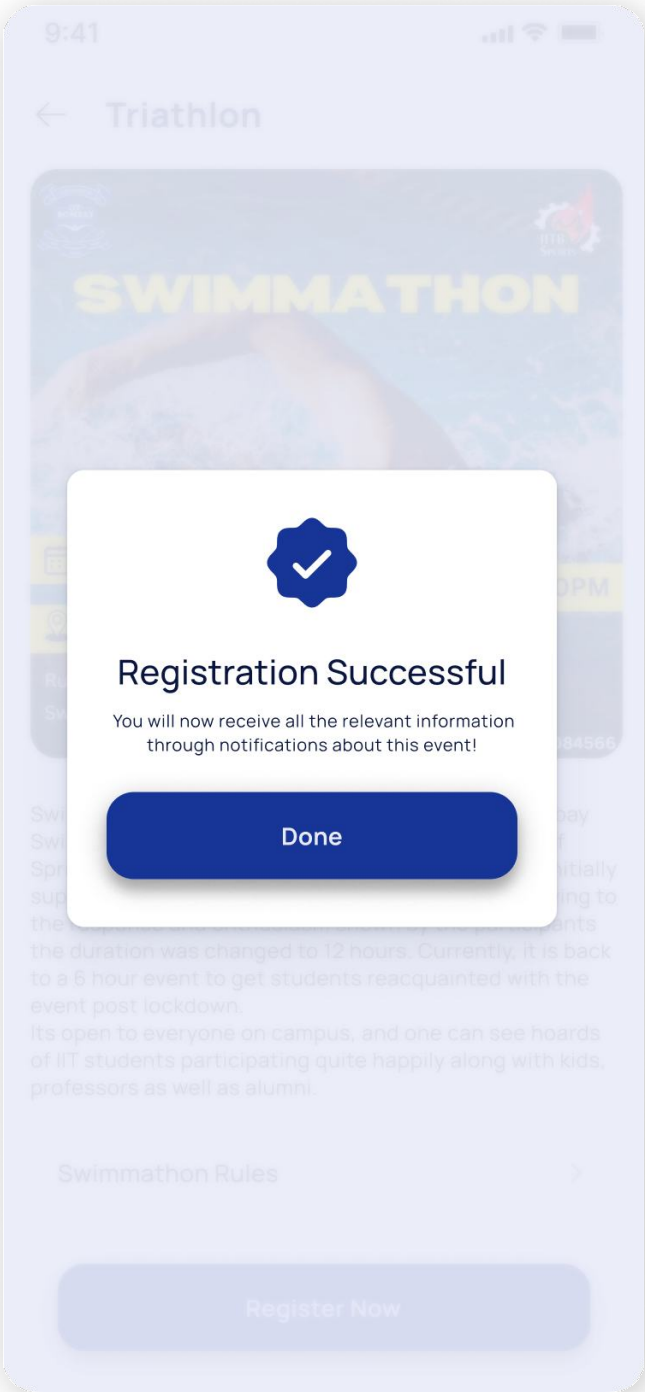 9:41
Triathlon
SWIMMATHON
Registration Successful
You will now receive all the relevant information
through notifications about this event!
Done
the duration was changed to 12 hours. Currently, it is back
to a 6 hour event to get students reacquainted with the
event post lockdown.
Its open to everyone on campus, and one can see hoards
of IIT students participating quite happily along with kids,
professors as well as alumni.
Swimmathon Rules
Register Now